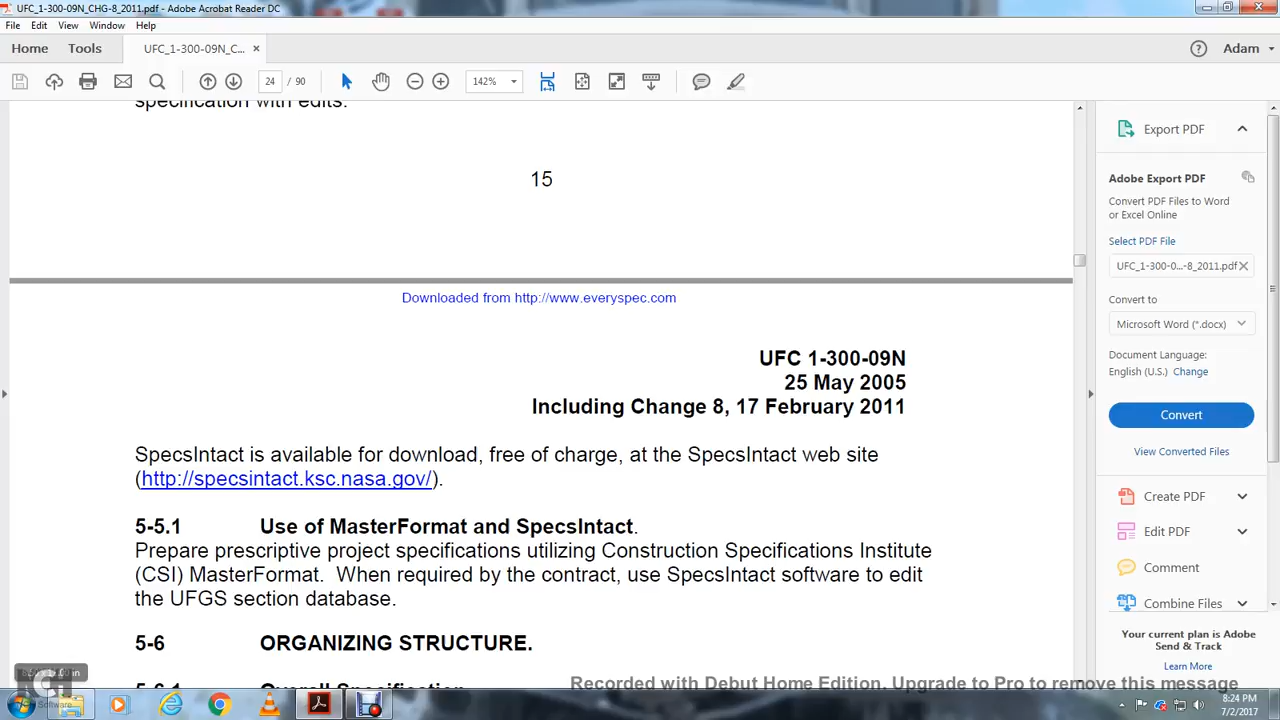 UFC_1-300-09N_CHG-8_2011.pdf - Adobe Acrobat Reader DC
File Edit View Window Help
Home Tools UFC_1-300-09N_C... × Adam
24 / 90 142%
specification with edits.
15
Downloaded from http://www.everyspec.com
UFC 1-300-09N
25 May 2005
Including Change 8, 17 February 2011
SpecsIntact is available for download, free of charge, at the SpecsIntact web site
(http://specsintact.ksc.nasa.gov/).
5-5.1 Use of MasterFormat and SpecsIntact.
Prepare prescriptive project specifications utilizing Construction Specifications Institute
(CSI) MasterFormat. When required by the contract, use SpecsIntact software to edit
the UFGS section database.
5-6 ORGANIZING STRUCTURE.
5-6.1 Overall Specification
Export PDF
Adobe Export PDF
Convert PDF Files to Word
or Excel Online
Select PDF File
UFC_1-300-0...-8_2011.pdf
Convert to
Microsoft Word (*.docx)
Document Language:
English (U.S.) Change
Convert
View Converted Files
Create PDF
Edit PDF
Comment
Combine Files
Your current plan is Adobe
Send & Track
Learn More
Recorded with Debut Home Edition. Upgrade to Pro to remove this message
Software
8:24 PM
7/2/2017